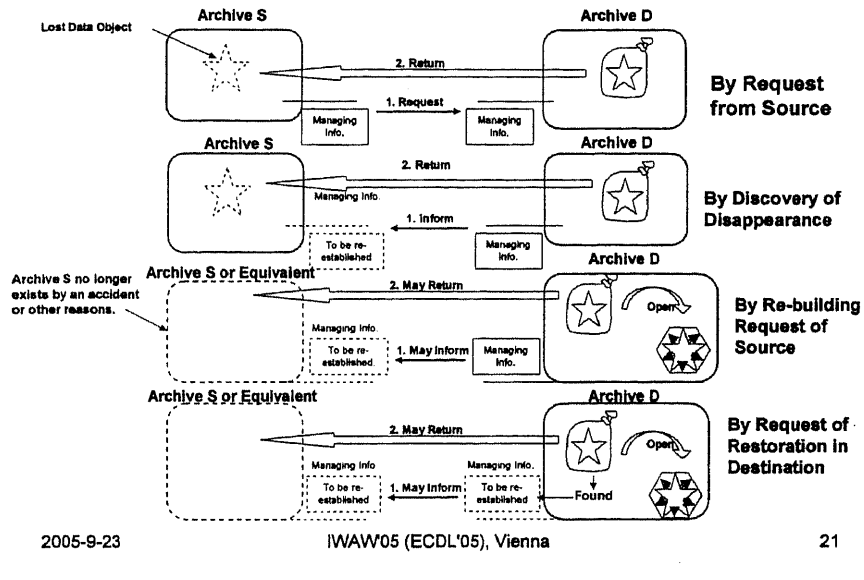 Archive S
Archive D
Lost Data Object
2. Return
1. Request
Managing
Info.
Managing
Info.
By Request
from Source
Archive S
Archive D
2. Return
Managing Info.
1. Inform
To be re-
established
Managing
Info.
By Discovery of
Disappearance
Archive S no longer
exists by an accident
or other reasons.
Archive S or Equivalent
Archive D
2. May Return
Open
Managing Info.
To be re-
established.
1. May Inform
Managing
Info.
By Re-building
Request of
Source
Archive S or Equivalent
Archive D
2. May Return
Open
Managing Info
To be re-
established
1. May Inform
Managing Info.
To be re-
established
Found
By Request of
Restoration in
Destination
2005-9-23
IWAW'05 (ECDL'05), Vienna
21